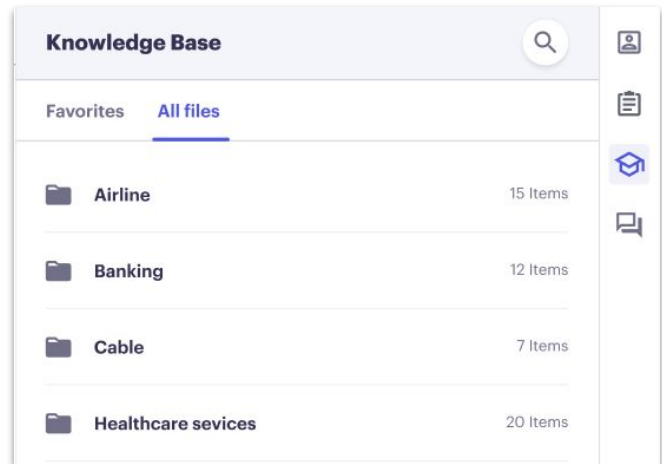 Knowledge Base
Favorites All files
Airline 15 Items
Banking 12 Items
Cable 7 Items
Healthcare sevices 20 Items